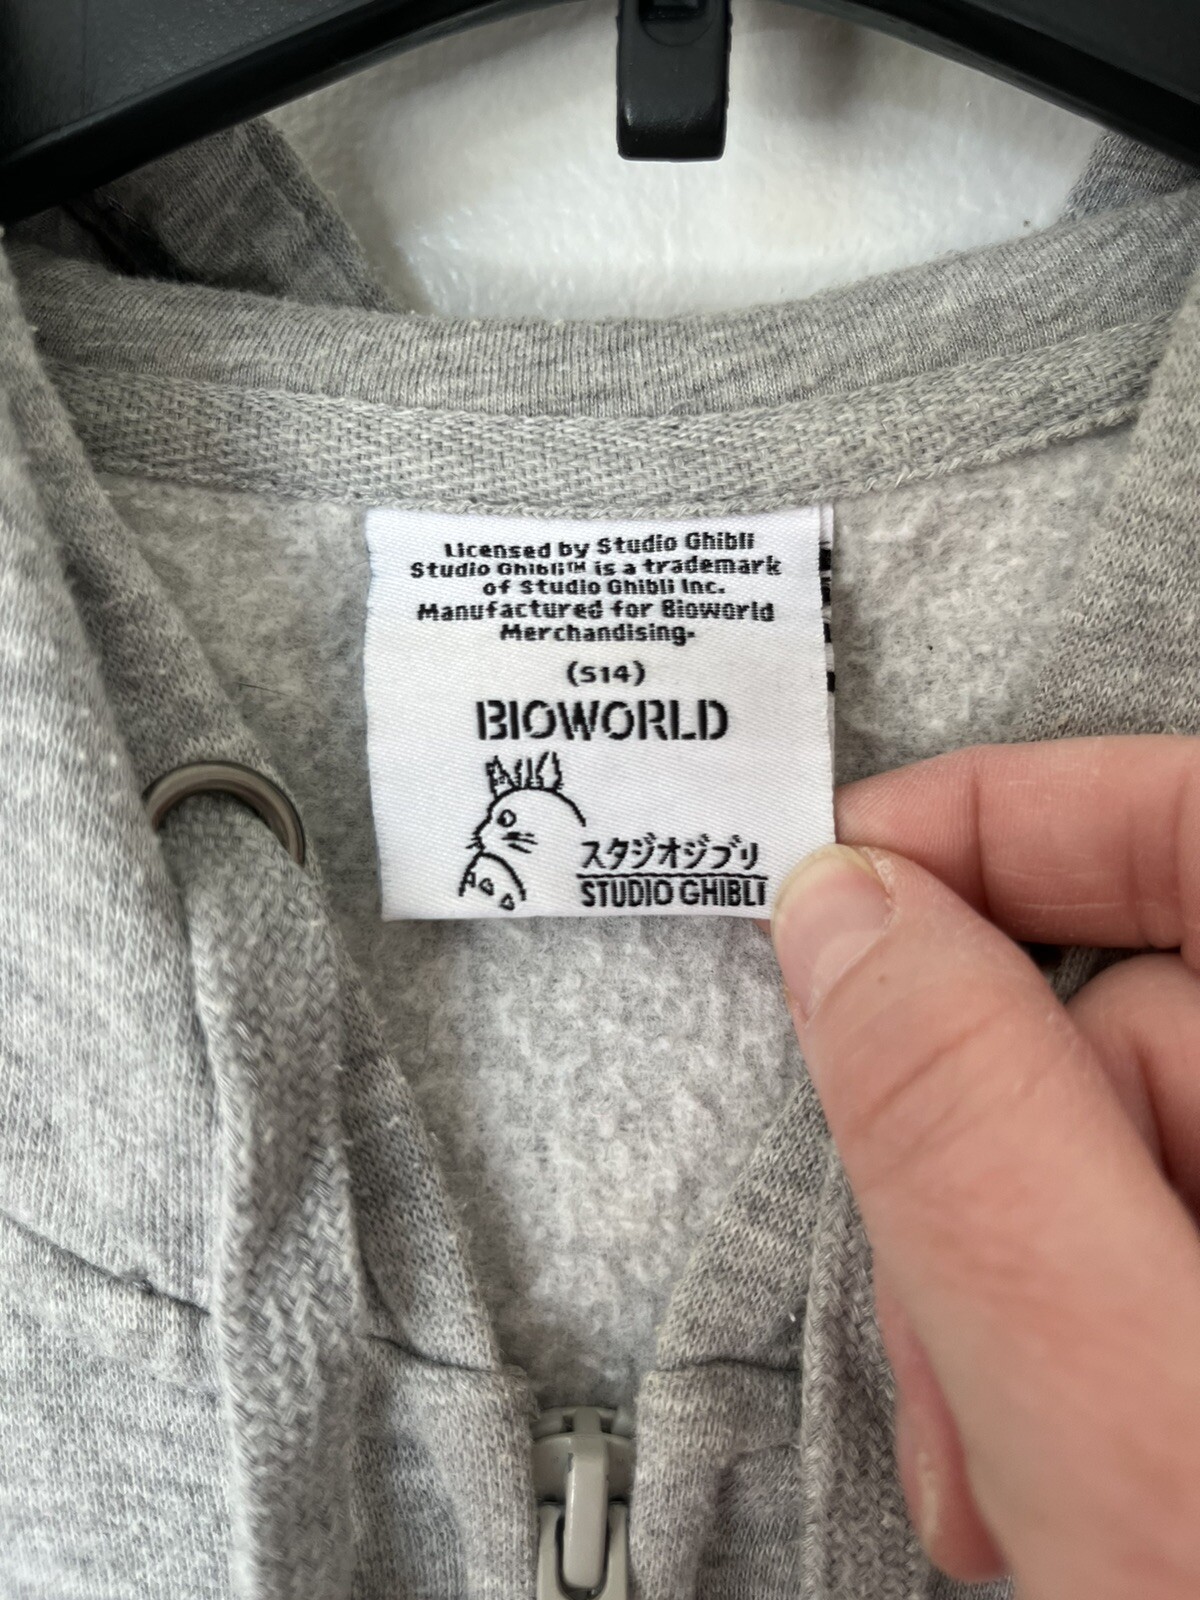 Licensed by Studio Ghibli
Studio Ghibli™ is a trademark
of Studio Ghibli Inc.
Manufactured for Bioworld
Merchandising.
(S14)
BIOWORLD
スタジオジブリ
STUDIO GHIBLI